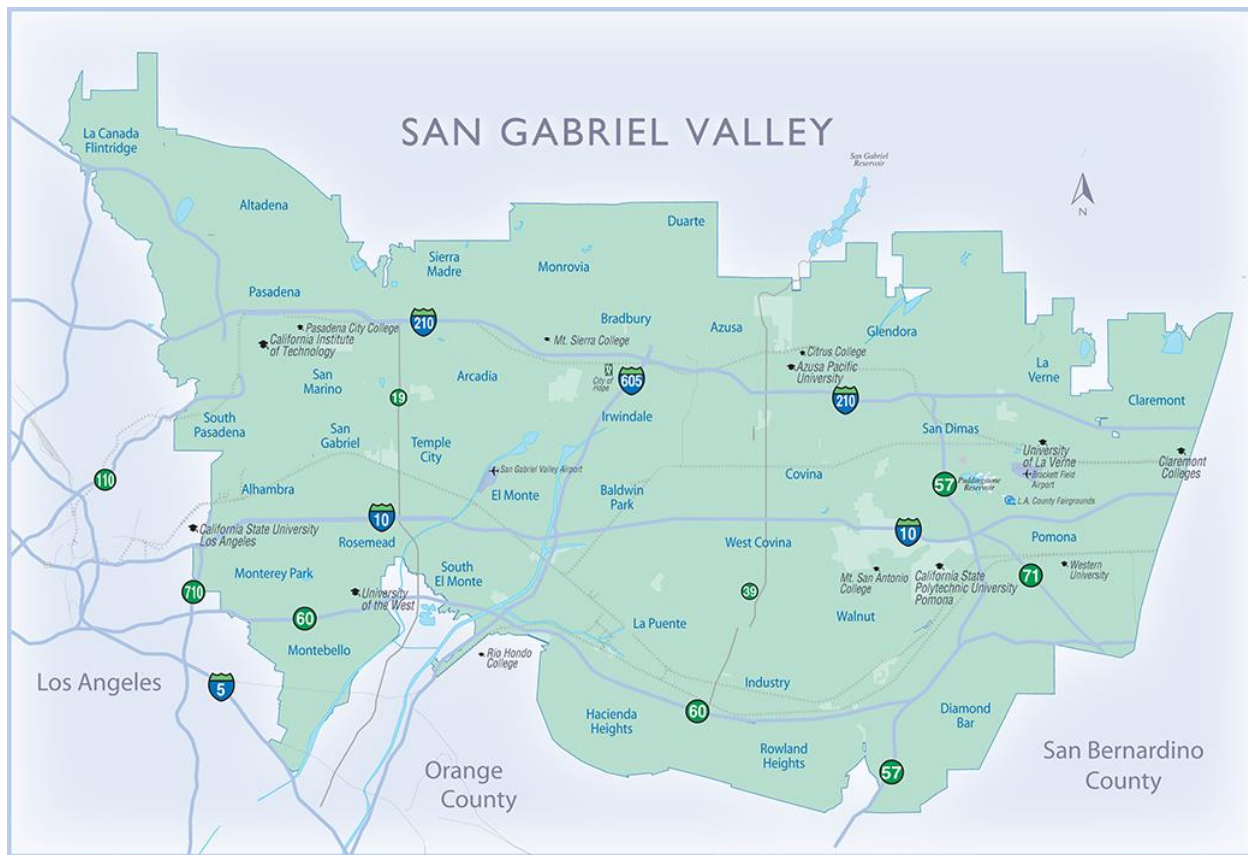 SAN GABRIEL VALLEY
La Canada
Flintridge
San Gabriel
Reservoir
N
Altadena
Duarte
Sierra
Madre
Monrovia
Pasadena
210
Pasadena City College
California Institute
of Technology
Mt. Sierra College
Bradbury
Azusa
Glendora
Citrus College
Azusa Pacific
University
La
Verne
San
Marino
Arcadia
City of
Hope
605
19
210
Claremont
South
Pasadena
San
Gabriel
Temple
City
Irwindale
San Dimas
University
of La Verne
Claremont
Colleges
110
San Gabriel Valley Airport
Covina
57
Puddingstone
Reservoir
Brackett Field
Airport
L.A. County Fairgrounds
Alhambra
El Monte
Baldwin
Park
10
California State University
Los Angeles
Rosemead
West Covina
10
Pomona
Monterey Park
South
El Monte
Mt. San Antonio
College
California State
Polytechnic University
Pomona
71
Western
University
710
University
of the West
39
60
La Puente
Walnut
Montebello
Rio Hondo
College
Los Angeles
5
Industry
60
Hacienda
Heights
Diamond
Bar
Rowland
Heights
57
Orange
County
San Bernardino
County